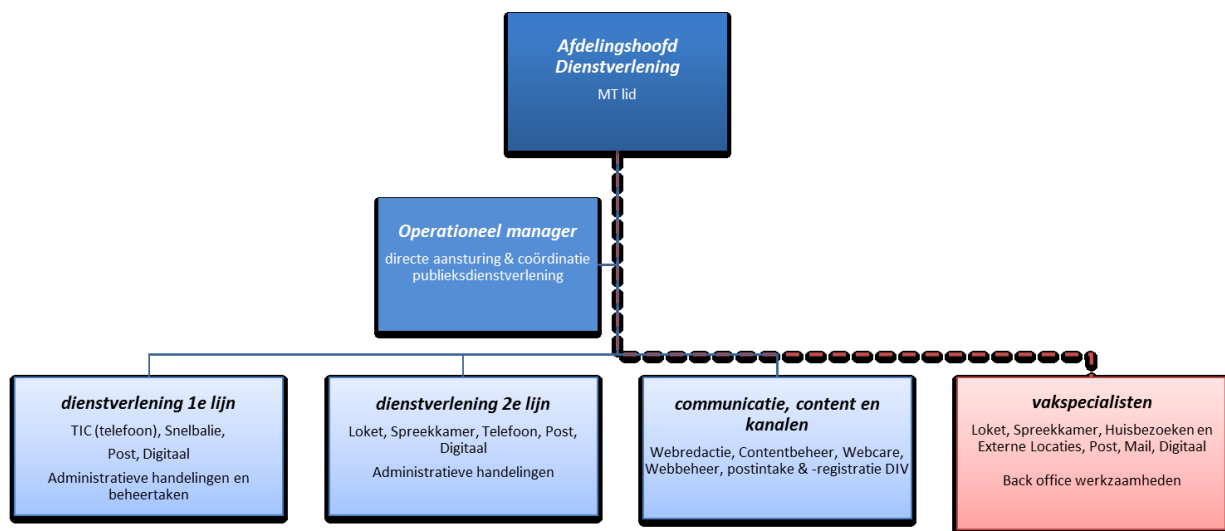 Afdelingshoofd
Dienstverlening
MT lid
Operationeel manager
directe aansturing & coördinatie
publieksdienstverlening
dienstverlening 1e lijn
TIC (telefoon), Snelbalie,
Post, Digitaal
Administratieve handelingen en
beheertaken
dienstverlening 2e lijn
Loket, Spreekkamer, Telefoon, Post,
Digitaal
Administratieve handelingen
communicatie, content en
kanalen
Webredactie, Contentbeheer, Webcare,
Webbeheer, postintake & -registratie DIV
vakspecialisten
Loket, Spreekkamer, Huisbezoeken en
Externe Locaties, Post, Mail, Digitaal
Back office werkzaamheden